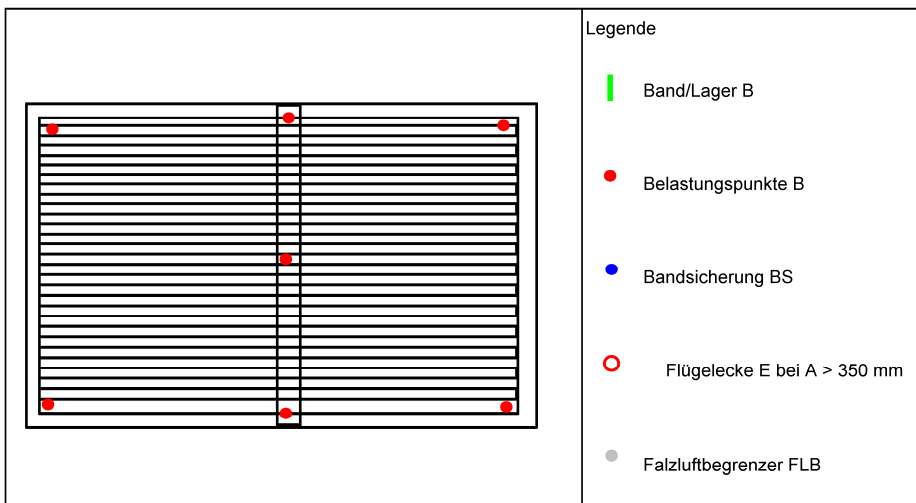 Legende
Band/Lager B
Belastungspunkte B
Bandsicherung BS
Flügelecke E bei A > 350 mm
Falzluftbegrenzer FLB